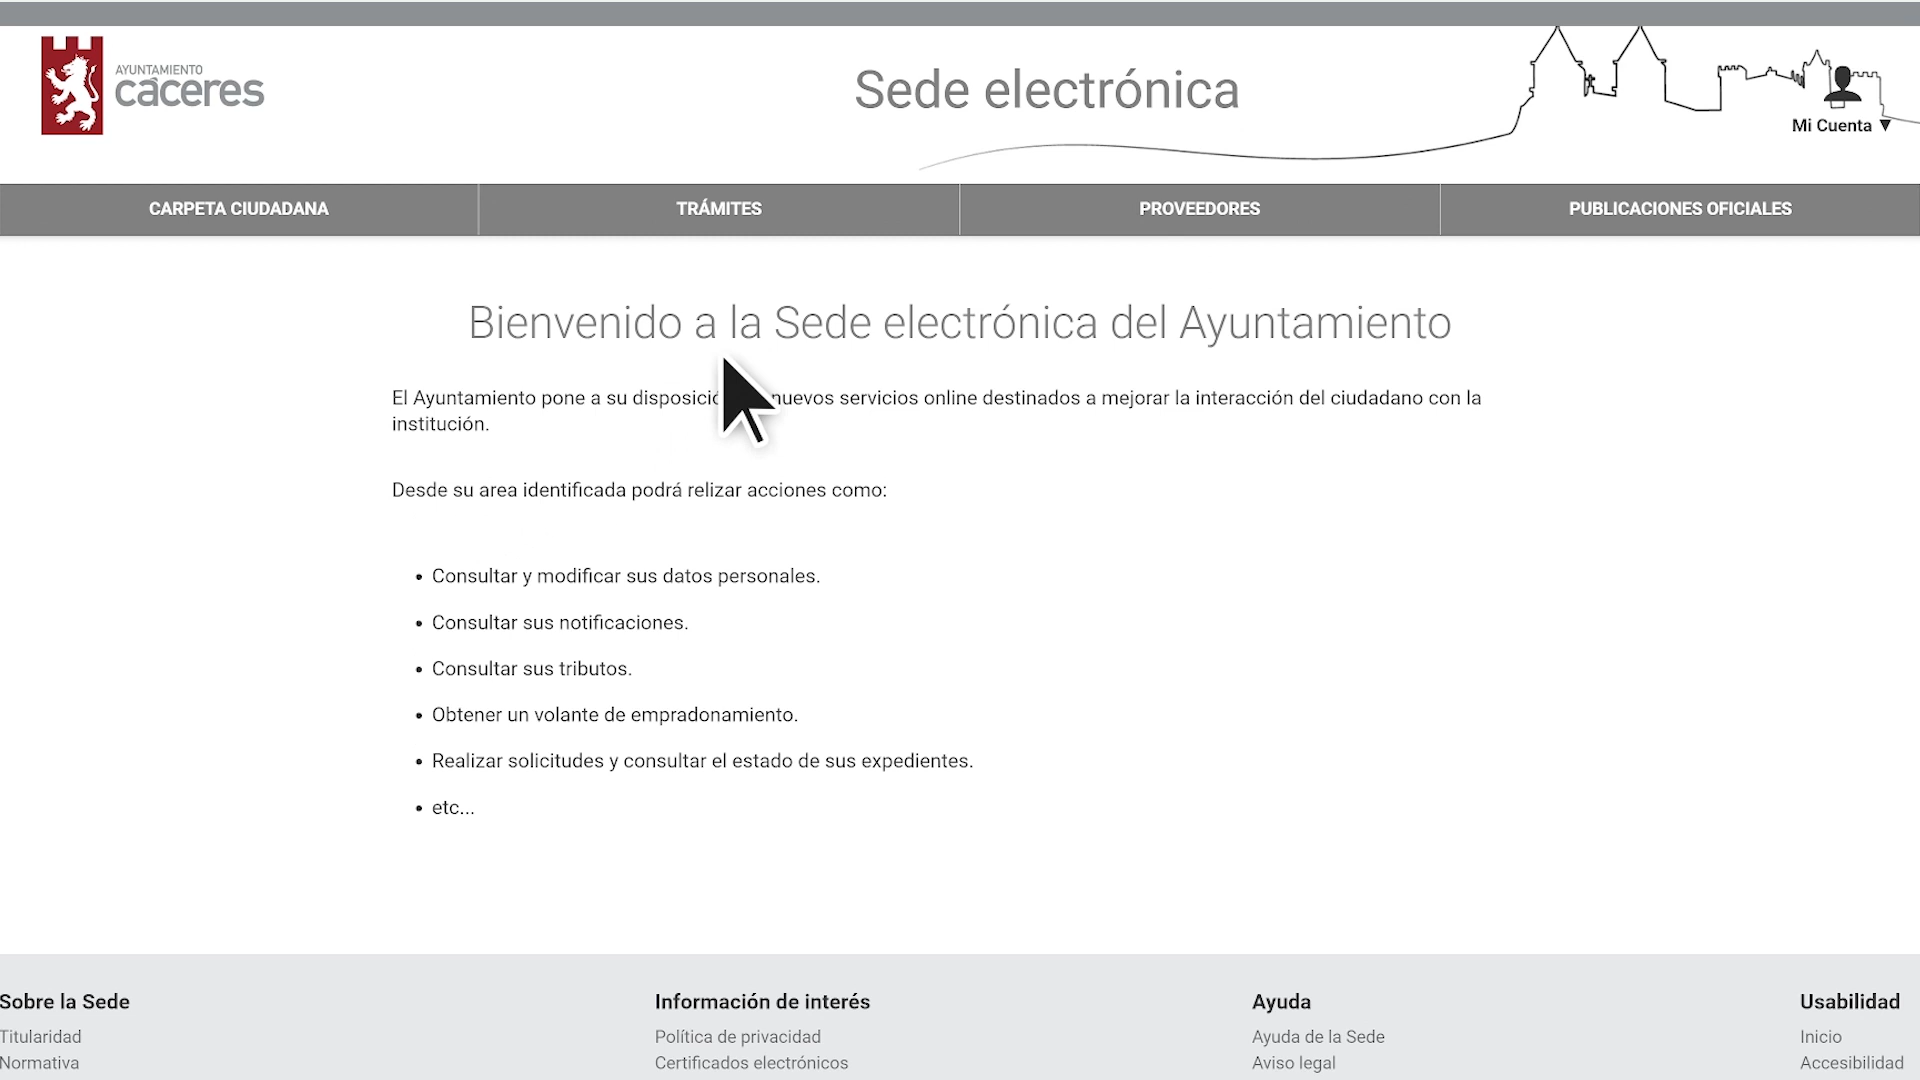 AYUNTAMIENTO
cáceres
Sede electrónica
Mi Cuenta ▼
CARPETA CIUDADANA
TRÁMITES
PROVEEDORES
PUBLICACIONES OFICIALES
Bienvenido a la Sede electrónica del Ayuntamiento
El Ayuntamiento pone a su disposició nuevos servicios online destinados a mejorar la interacción del ciudadano con la
institución.
Desde su area identificada podrá relizar acciones como:
• Consultar y modificar sus datos personales.
• Consultar sus notificaciones.
• Consultar sus tributos.
• Obtener un volante de empradonamiento.
• Realizar solicitudes y consultar el estado de sus expedientes.
• etc...
Sobre la Sede
Titularidad
Normativa
Información de interés
Política de privacidad
Certificados electrónicos
Ayuda
Ayuda de la Sede
Aviso legal
Usabilidad
Inicio
Accesibilidad